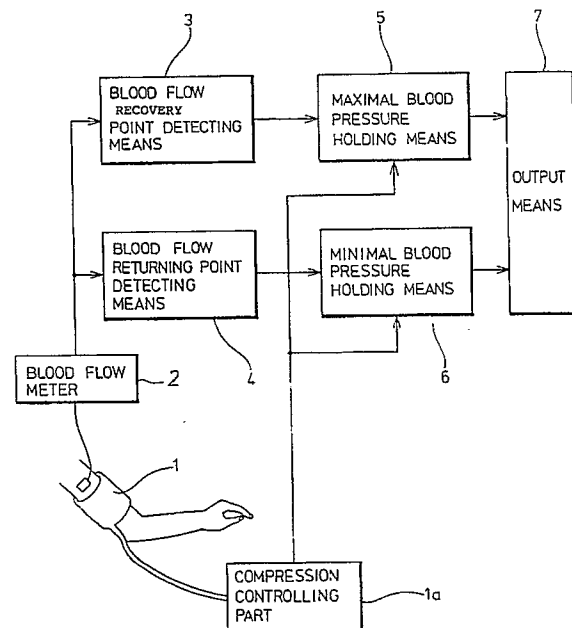 3
5
7
BLOOD FLOW
RECOVERY
POINT DETECTING
MEANS
MAXIMAL BLOOD
PRESSURE
HOLDING MEANS
OUTPUT
MEANS
BLOOD FLOW
RETURNING POINT
DETECTING
MEANS
MINIMAL BLOOD
PRESSURE
HOLDING MEANS
4
6
BLOOD FLOW
METER
2
1
COMPRESSION
CONTROLLING
PART
1a